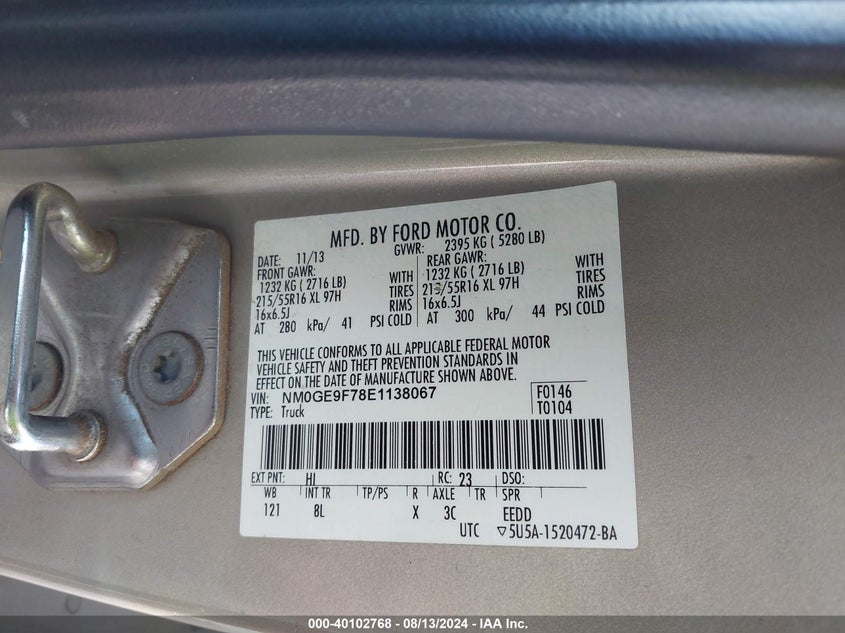 MFD. BY FORD MOTOR CO.
DATE: 11/13 GVWR: 2395 KG ( 5280 LB)
FRONT GAWR: REAR GAWR:
1232 KG ( 2716 LB) WITH 1232 KG ( 2716 LB) WITH
215/55R16 XL 97H TIRES 215/55R16 XL 97H TIRES
16x6.5J RIMS 16x6.5J RIMS
AT 280 kPa/ 41 PSI COLD AT 300 kPa/ 44 PSI COLD
THIS VEHICLE CONFORMS TO ALL APPLICABLE FEDERAL MOTOR
VEHICLE SAFETY AND THEFT PREVENTION STANDARDS IN
EFFECT ON THE DATE OF MANUFACTURE SHOWN ABOVE.
VIN: NM0GE9F78E1138067 F0146
TYPE: Truck T0104
EXT PNT: HI RC: 23 DSO:
WB INT TR TP/PS R AXLE TR SPR
121 8L X 3C EEDD
UTC ▽5U5A-1520472-BA
000-40102768 - 08/13/2024 - IAA Inc.